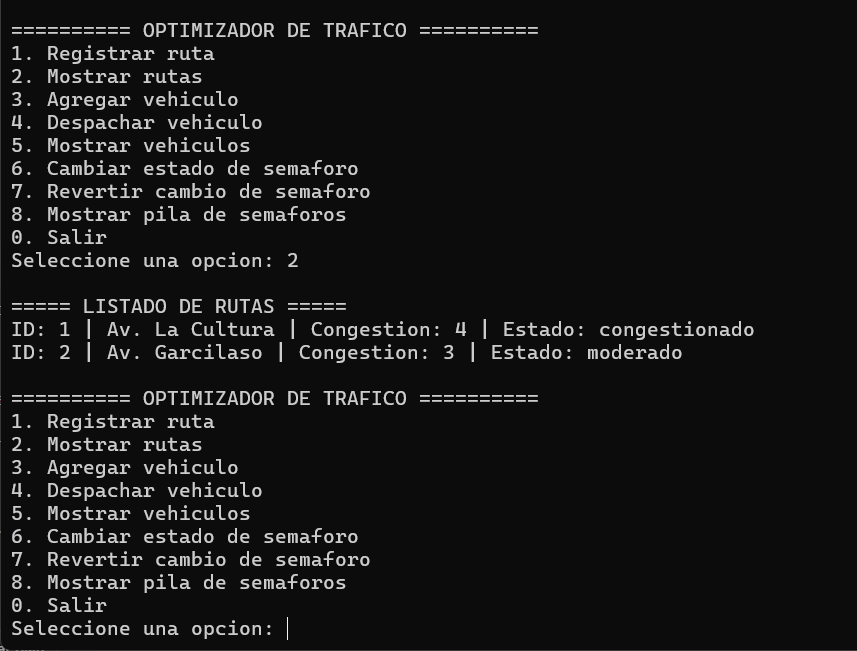 ========== OPTIMIZADOR DE TRAFICO ==========
1. Registrar ruta
2. Mostrar rutas
3. Agregar vehiculo
4. Despachar vehiculo
5. Mostrar vehiculos
6. Cambiar estado de semaforo
7. Revertir cambio de semaforo
8. Mostrar pila de semaforos
0. Salir
Seleccione una opcion: 2
===== LISTADO DE RUTAS =====
ID: 1 | Av. La Cultura | Congestion: 4 | Estado: congestionado
ID: 2 | Av. Garcilaso | Congestion: 3 | Estado: moderado
========== OPTIMIZADOR DE TRAFICO ==========
1. Registrar ruta
2. Mostrar rutas
3. Agregar vehiculo
4. Despachar vehiculo
5. Mostrar vehiculos
6. Cambiar estado de semaforo
7. Revertir cambio de semaforo
8. Mostrar pila de semaforos
0. Salir
Seleccione una opcion: